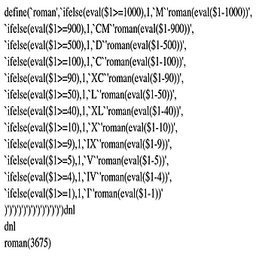 define(`roman',`ifelse(eval($1>=1000),1,`M'`roman(eval($1-1000))',
`ifelse(eval($1>=900),1,`CM'`roman(eval($1-900))',
`ifelse(eval($1>=500),1,`D'`roman(eval($1-500))',
`ifelse(eval($1>=100),1,`C'`roman(eval($1-100))',
`ifelse(eval($1>=90),1,`XC'`roman(eval($1-90))',
`ifelse(eval($1>=50),1,`L'`roman(eval($1-50))',
`ifelse(eval($1>=40),1,`XL'`roman(eval($1-40))',
`ifelse(eval($1>=10),1,`X'`roman(eval($1-10))',
`ifelse(eval($1>=9),1,`IX'`roman(eval($1-9))',
`ifelse(eval($1>=5),1,`V'`roman(eval($1-5))',
`ifelse(eval($1>=4),1,`IV'`roman(eval($1-4))',
`ifelse(eval($1>=1),1,`I'`roman(eval($1-1))'
)')')')')')')')')')')')')dnl
dnl
roman(3675)